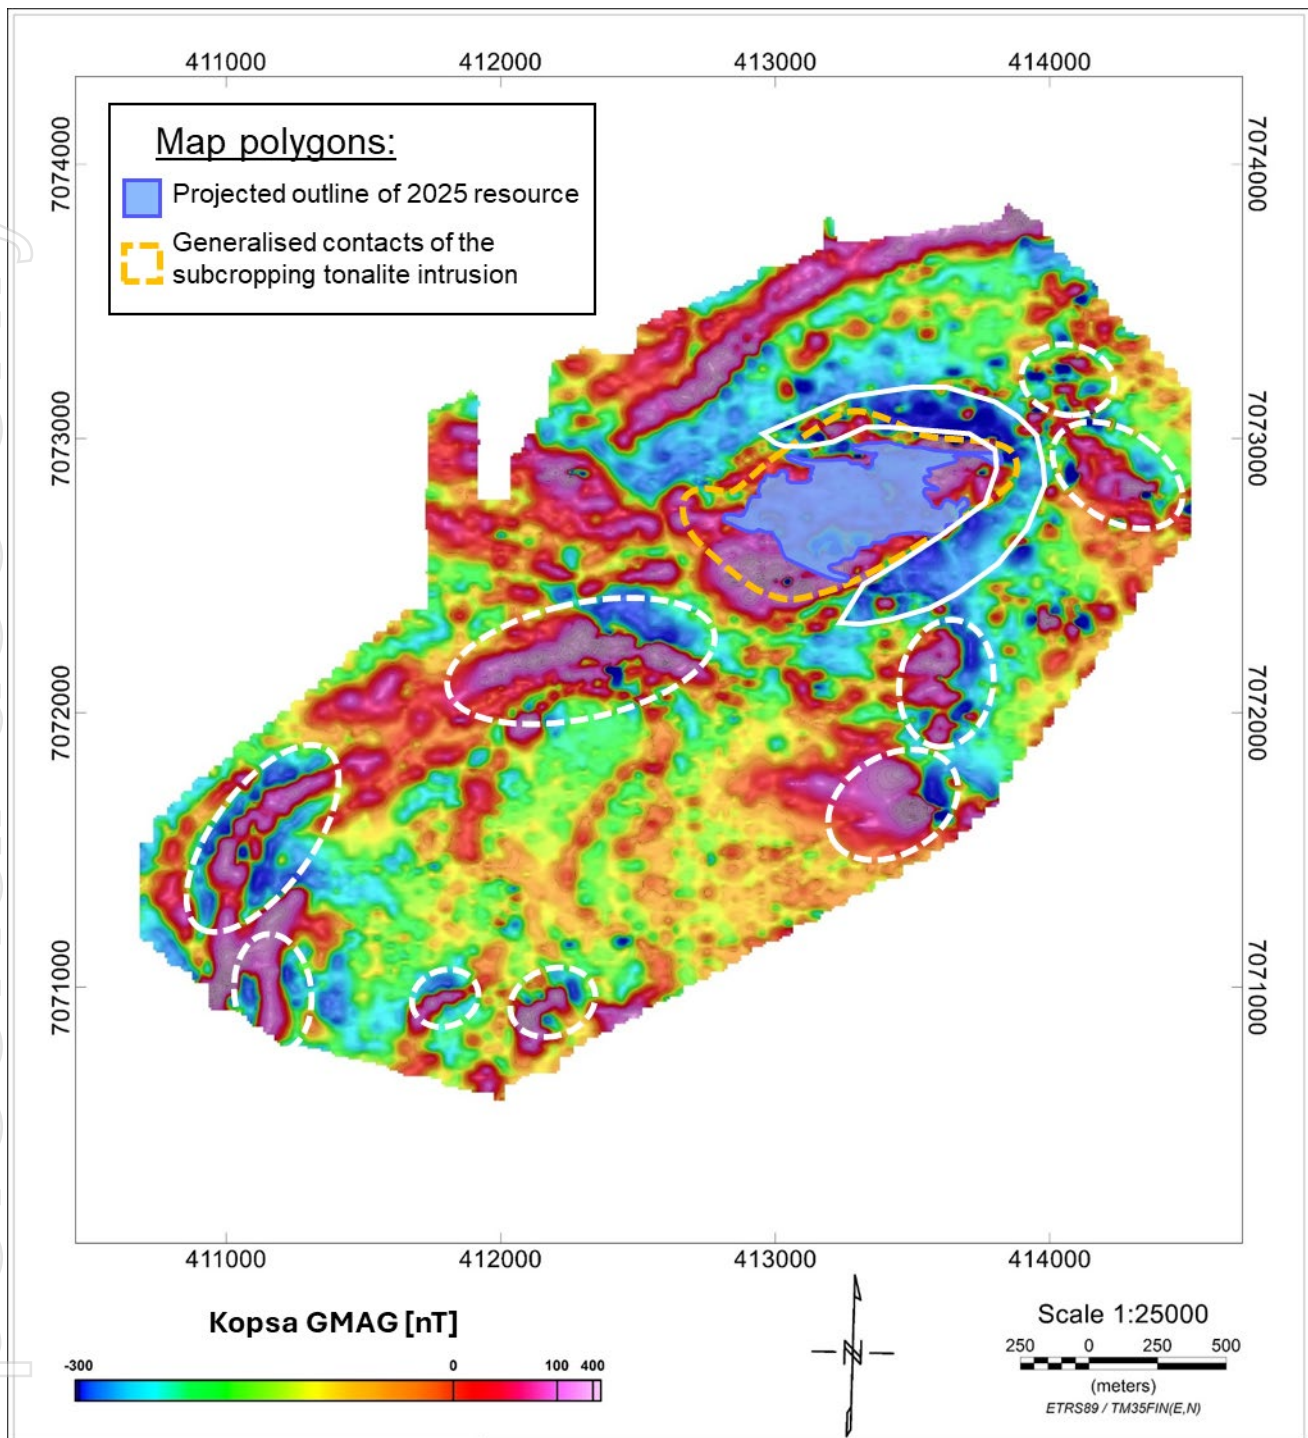 411000 412000 413000 414000
Map polygons:
Projected outline of 2025 resource
Generalised contacts of the
subcropping tonalite intrusion
7074000
7073000
7072000
7071000
7074000
7073000
7072000
7071000
411000 412000 413000 414000
Kopsa GMAG [nT]
-300 0 100 400
N
Scale 1:25000
250 0 250 500
(meters)
ETRS89 / TM35FIN(E,N)